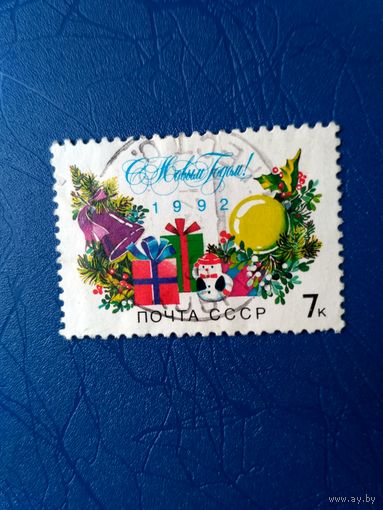 С Новым Годом!
1992
ПОЧТА СССР
7к
www.ay.by